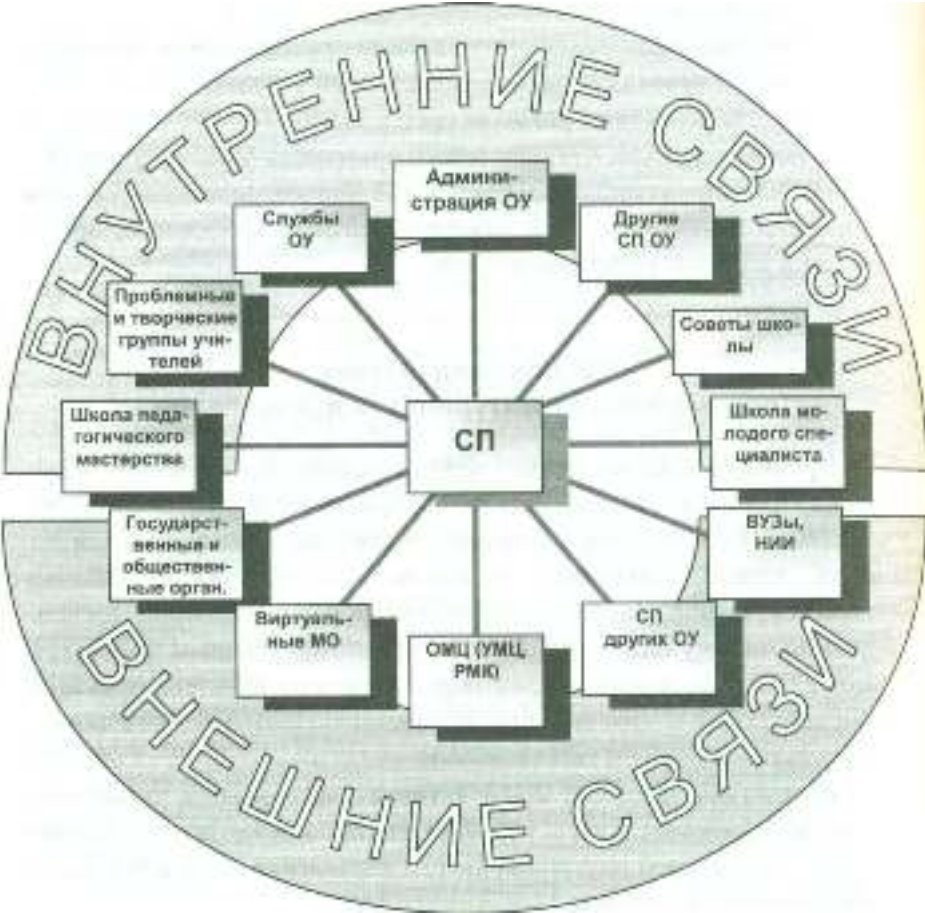 ВНУТРЕННИЕ СВЯЗИ
Админи-
страция ОУ
Службы
ОУ
Другие
СП ОУ
Проблемные
и творческие
группы учи-
телей
Советы шко-
лы
Школа педа-
гогического
мастерства
СП
Школа мо-
лодого спе-
циалиста
Государст-
венные и
обществен-
ные орган.
ВУЗы,
НИИ
Виртуаль-
ные МО
ОМЦ (УМЦ,
РМК)
СП
других ОУ
ВНЕШНИЕ СВЯЗИ